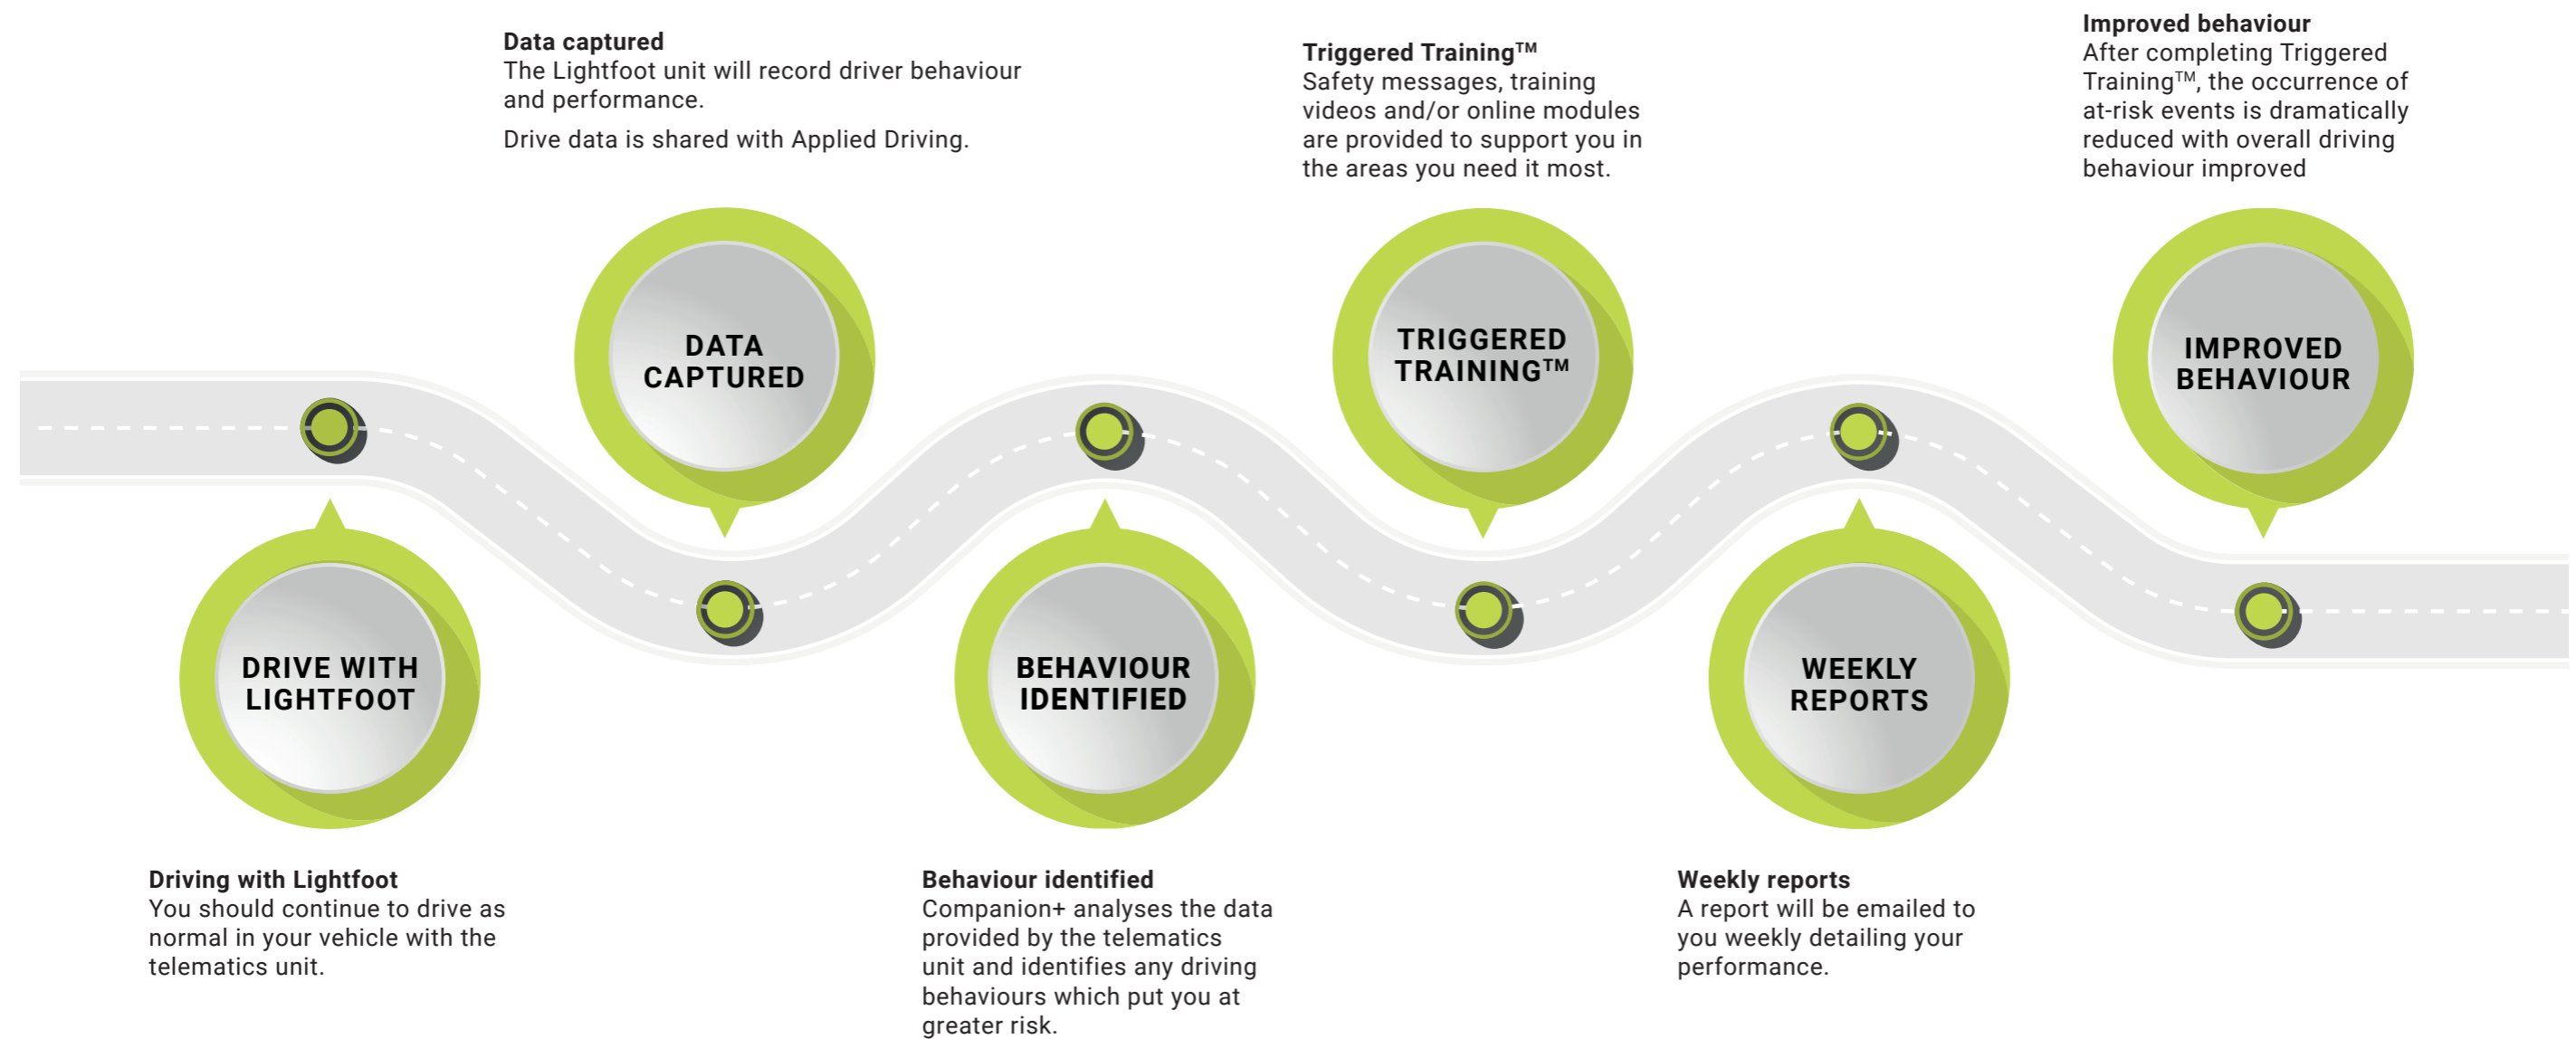 Driving with Lightfoot
You should continue to drive as
normal in your vehicle with the
telematics unit.
DRIVE WITH
LIGHTFOOT
Data captured
The Lightfoot unit will record driver behaviour
and performance.
Drive data is shared with Applied Driving.
DATA
CAPTURED
BEHAVIOUR
IDENTIFIED
Behaviour identified
Companion+ analyses the data
provided by the telematics
unit and identifies any driving
behaviours which put you at
greater risk.
Triggered Training™
Safety messages, training
videos and/or online modules
are provided to support you in
the areas you need it most.
TRIGGERED
TRAINING™
WEEKLY
REPORTS
Weekly reports
A report will be emailed to
you weekly detailing your
performance.
Improved behaviour
After completing Triggered
Training™, the occurrence of
at-risk events is dramatically
reduced with overall driving
behaviour improved
IMPROVED
BEHAVIOUR